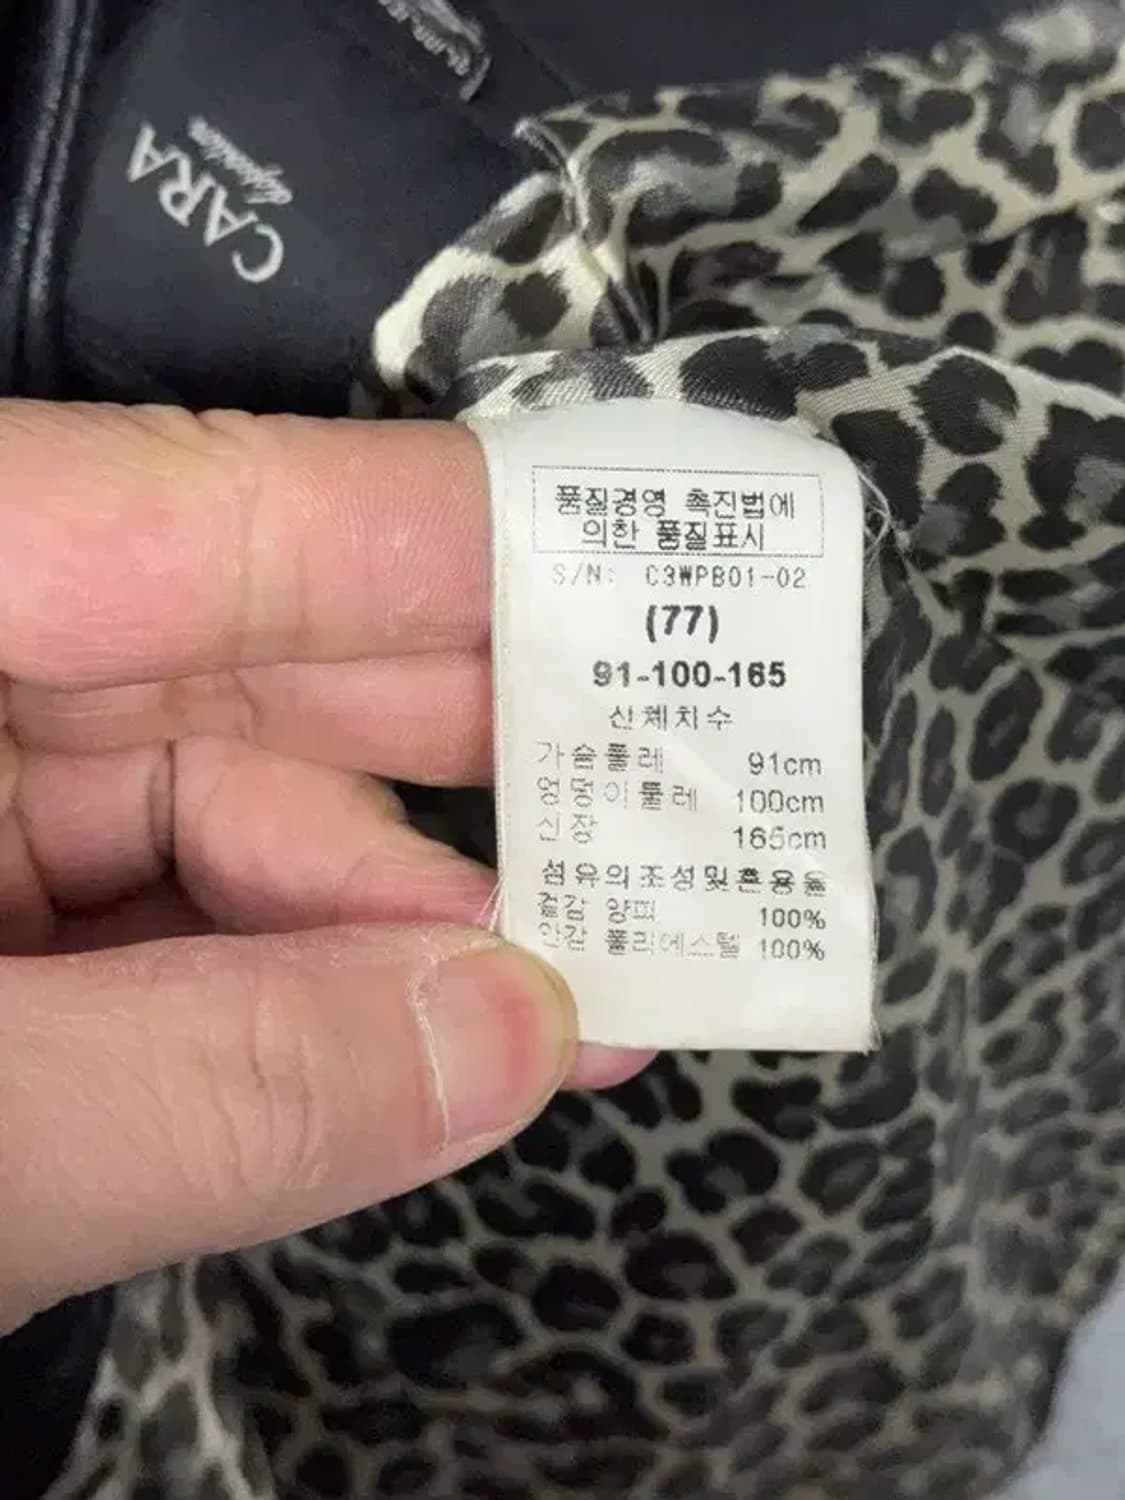 CARA
품질경영 촉진법에
의한 품질표시
S/N: C3WPB01-02
(77)
91-100-165
신체치수
가슴둘레 91cm
엉덩이둘레 100cm
신장 165cm
섬유의조성및혼용율
겉감 양피 100%
안감 폴리에스텔 100%